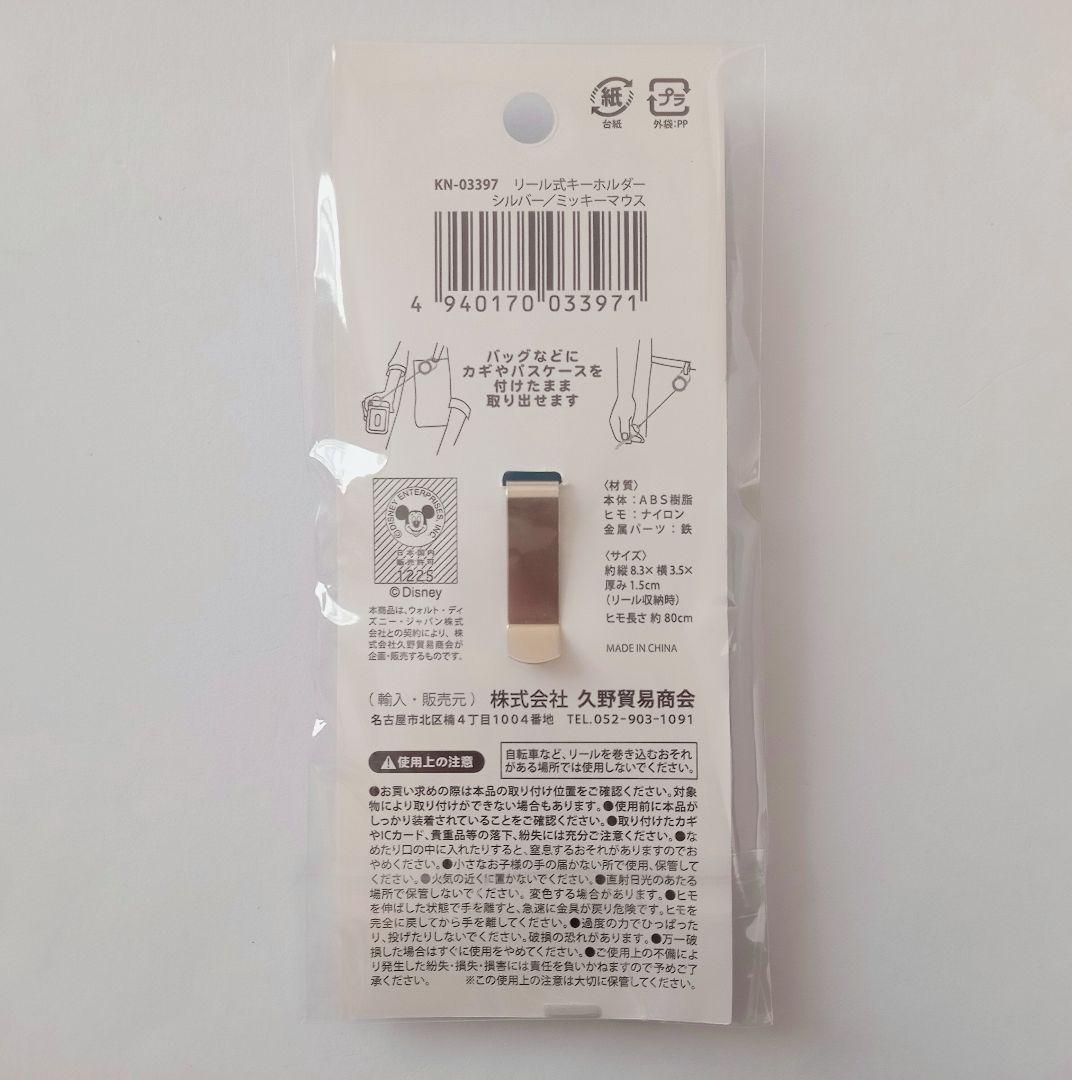 紙
プラ
台紙
外袋:PP
KN-03397 リール式キーホルダー
シルバー／ミッキーマウス
4 940170 033971
バッグなどに
カギやパスケースを
付けたまま
取り出せます
©DISNEY ENTERPRISES, INC.
日本国内
販売許可
1225
©Disney
本商品は、ウォルト・ディ
ズニー・ジャパン株式
会社との契約により、株
式会社久野貿易商会が
企画・販売するものです。
〈材質〉
本体：ABS樹脂
ヒモ：ナイロン
金属パーツ：鉄
〈サイズ〉
約縦8.3×横3.5×
厚み1.5cm
（リール収納時）
ヒモ長さ 約80cm
MADE IN CHINA
（輸入・販売元） 株式会社 久野貿易商会
名古屋市北区楠4丁目1004番地 TEL.052-903-1091
使用上の注意
自転車など、リールを巻き込むおそれ
がある場所では使用しないでください。
●お買い求めの際は本品の取り付け位置をご確認ください。対象
物により取り付けができない場合もあります。●使用前に本品が
しっかり装着されていることをご確認ください。●取り付けたカギ
やICカード、貴重品等の落下、紛失には充分ご注意ください。●な
めたり口の中に入れたりすると、窒息するおそれがありますのでお
やめください。●小さなお子様の手の届かない所で使用、保管して
ください。●火気の近くに置かないでください。●直射日光のあたる
場所で保管しないでください。変色する場合があります。●ヒモ
を伸ばした状態で手を離すと、急速に金具が戻り危険です。ヒモを
完全に戻してから手を離してください。●過度の力でひっぱった
り、投げたりしないでください。破損の恐れがあります。●万一破
損した場合はすぐに使用をやめてください。●ご使用上の不備によ
り発生した紛失・損失・損害には責任を負いかねますので予めご了
承ください。 ※この使用上の注意は大切に保管してください。